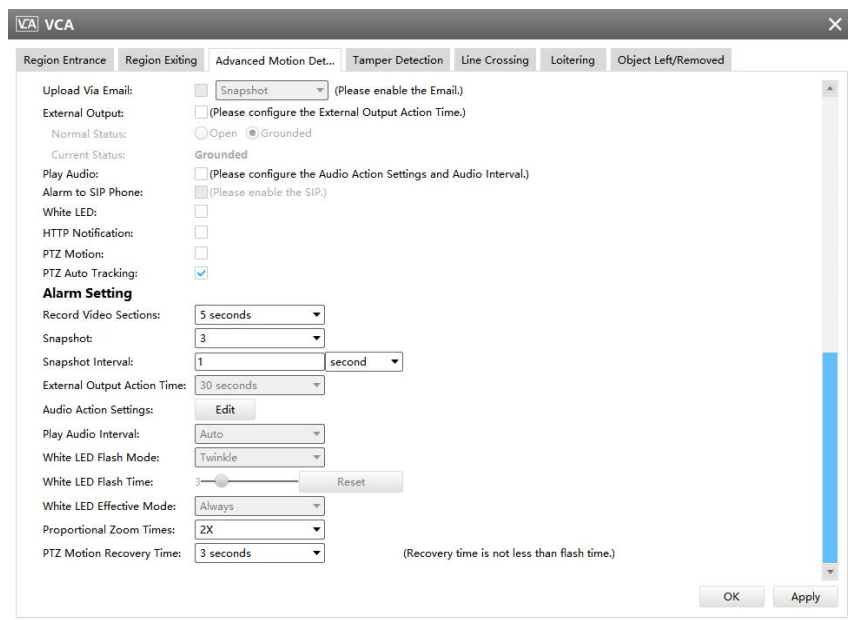 VCA VCA
Region Entrance Region Exiting Advanced Motion Det... Tamper Detection Line Crossing Loitering Object Left/Removed
Upload Via Email: Snapshot (Please enable the Email.)
External Output: (Please configure the External Output Action Time.)
Normal Status: Open Grounded
Current Status: Grounded
Play Audio: (Please configure the Audio Action Settings and Audio Interval.)
Alarm to SIP Phone: (Please enable the SIP.)
White LED:
HTTP Notification:
PTZ Motion:
PTZ Auto Tracking:
Alarm Setting
Record Video Sections: 5 seconds
Snapshot: 3
Snapshot Interval: 1 second
External Output Action Time: 30 seconds
Audio Action Settings: Edit
Play Audio Interval: Auto
White LED Flash Mode: Twinkle
White LED Flash Time: 3 Reset
White LED Effective Mode: Always
Proportional Zoom Times: 2X
PTZ Motion Recovery Time: 3 seconds (Recovery time is not less than flash time.)
OK Apply